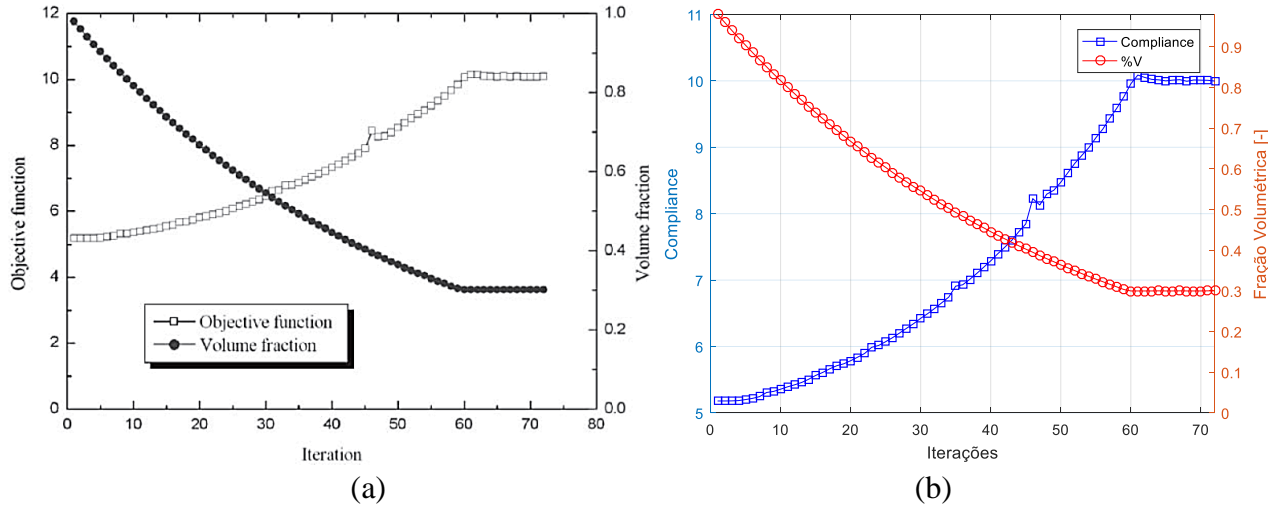 12
10
8
6
4
2
0
Objective function
1.0
0.8
0.6
0.4
0.2
0.0
Volume fraction
0 10 20 30 40 50 60 70 80
Iteration
Objective function
Volume fraction
(a)
11
10
9
8
7
6
5
Compliance
0.9
0.8
0.7
0.6
0.5
0.4
0.3
0.2
0.1
0
Fração Volumétrica [-]
0 10 20 30 40 50 60 70
Iterações
Compliance
%V
(b)